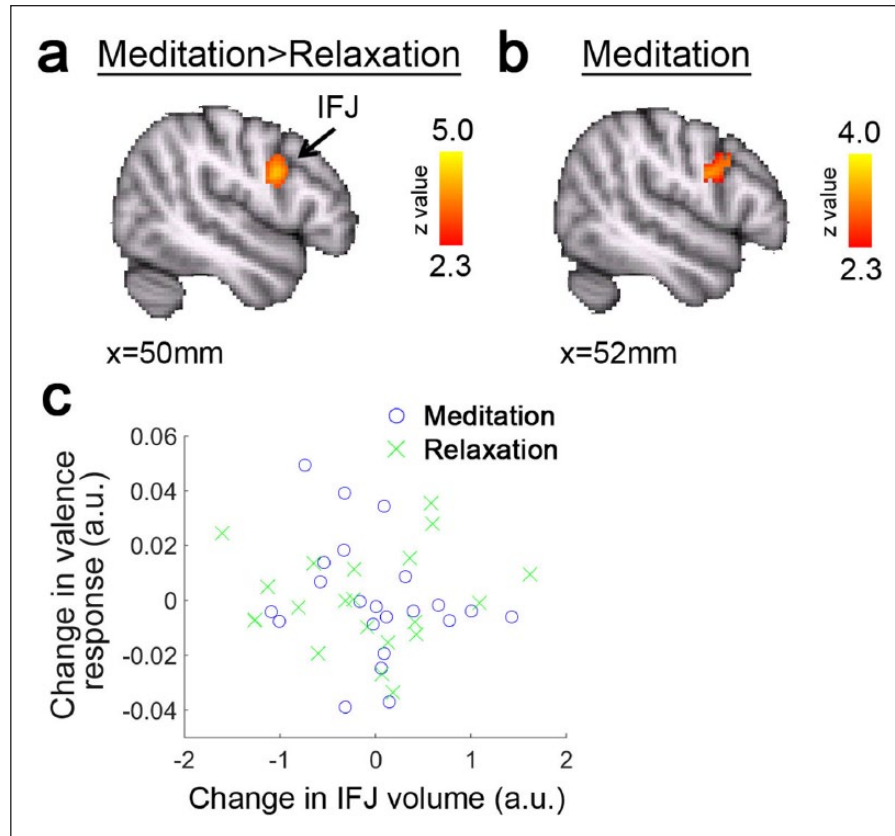 a Meditation>Relaxation
IFJ
5.0
z value
2.3
x=50mm
b Meditation
4.0
z value
2.3
x=52mm
c
Meditation
Relaxation
Change in valence
response (a.u.)
0.06
0.04
0.02
0
-0.02
-0.04
-2 -1 0 1 2
Change in IFJ volume (a.u.)